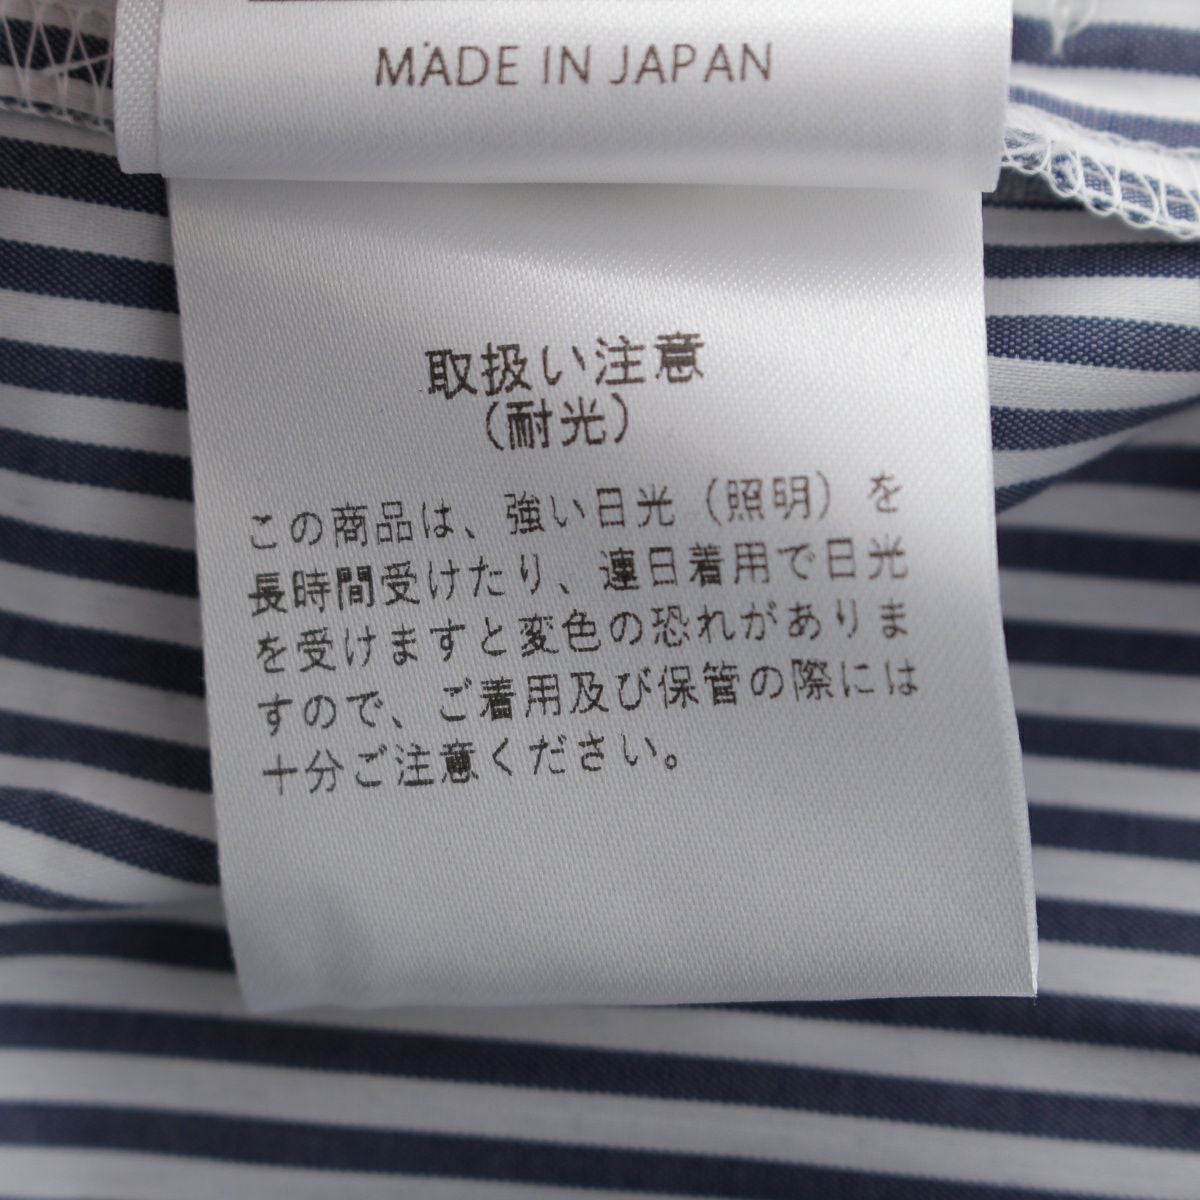 MADE IN JAPAN
取扱い注意
(耐光)
この商品は、強い日光（照明）を
長時間受けたり、連日着用で日光
を受けますと変色の恐れがありま
すので、ご着用及び保管の際には
十分ご注意ください。